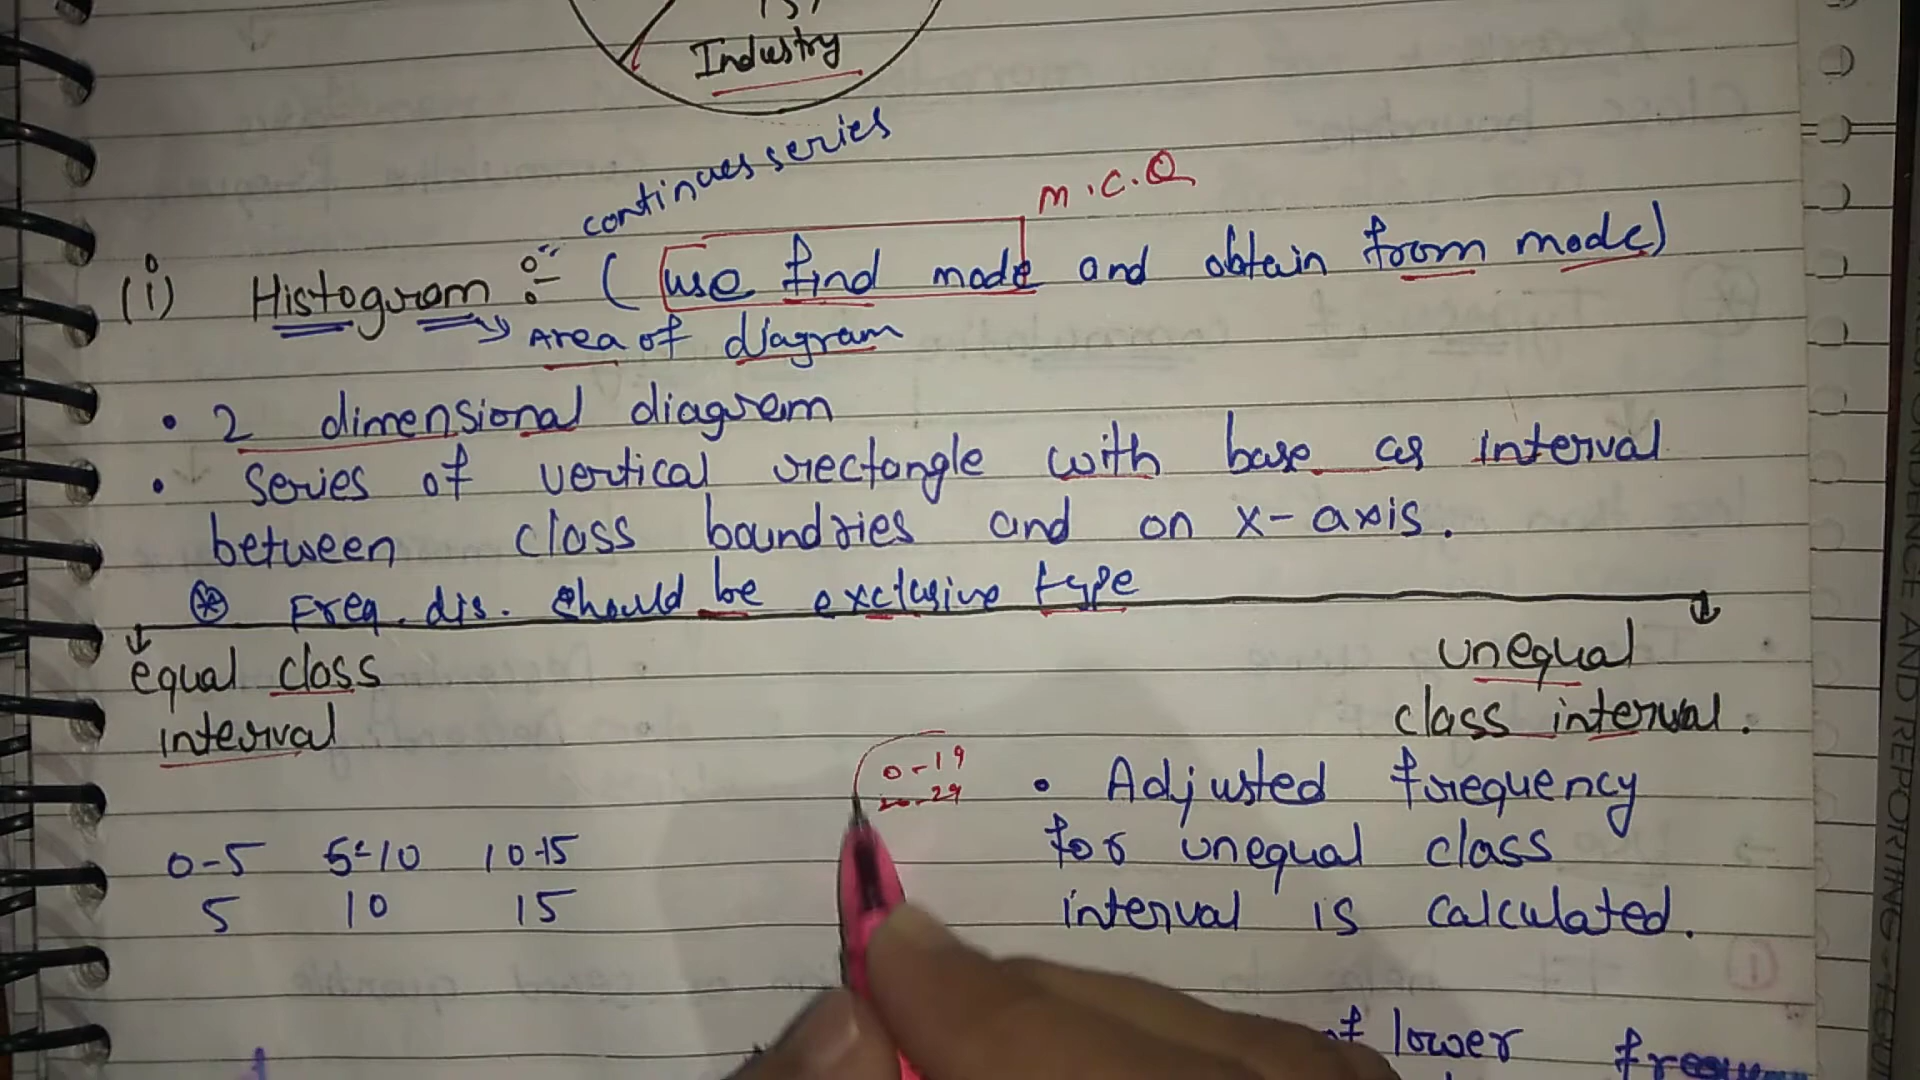 Industry
continues series
M.C.Q
(i) Histogram :- (use find mode and obtain from mode)
Area of diagram
• 2 dimensional diagram
• Series of vertical rectangle with base as interval
between class boundries and on x-axis.
Freq. dis. should be exclusive type
equal class
interval
unequal
class interval.
0-19
20-29
• Adjusted frequency
for unequal class
interval is calculated.
0-5 5-10 10-15
5 10 15
of lower